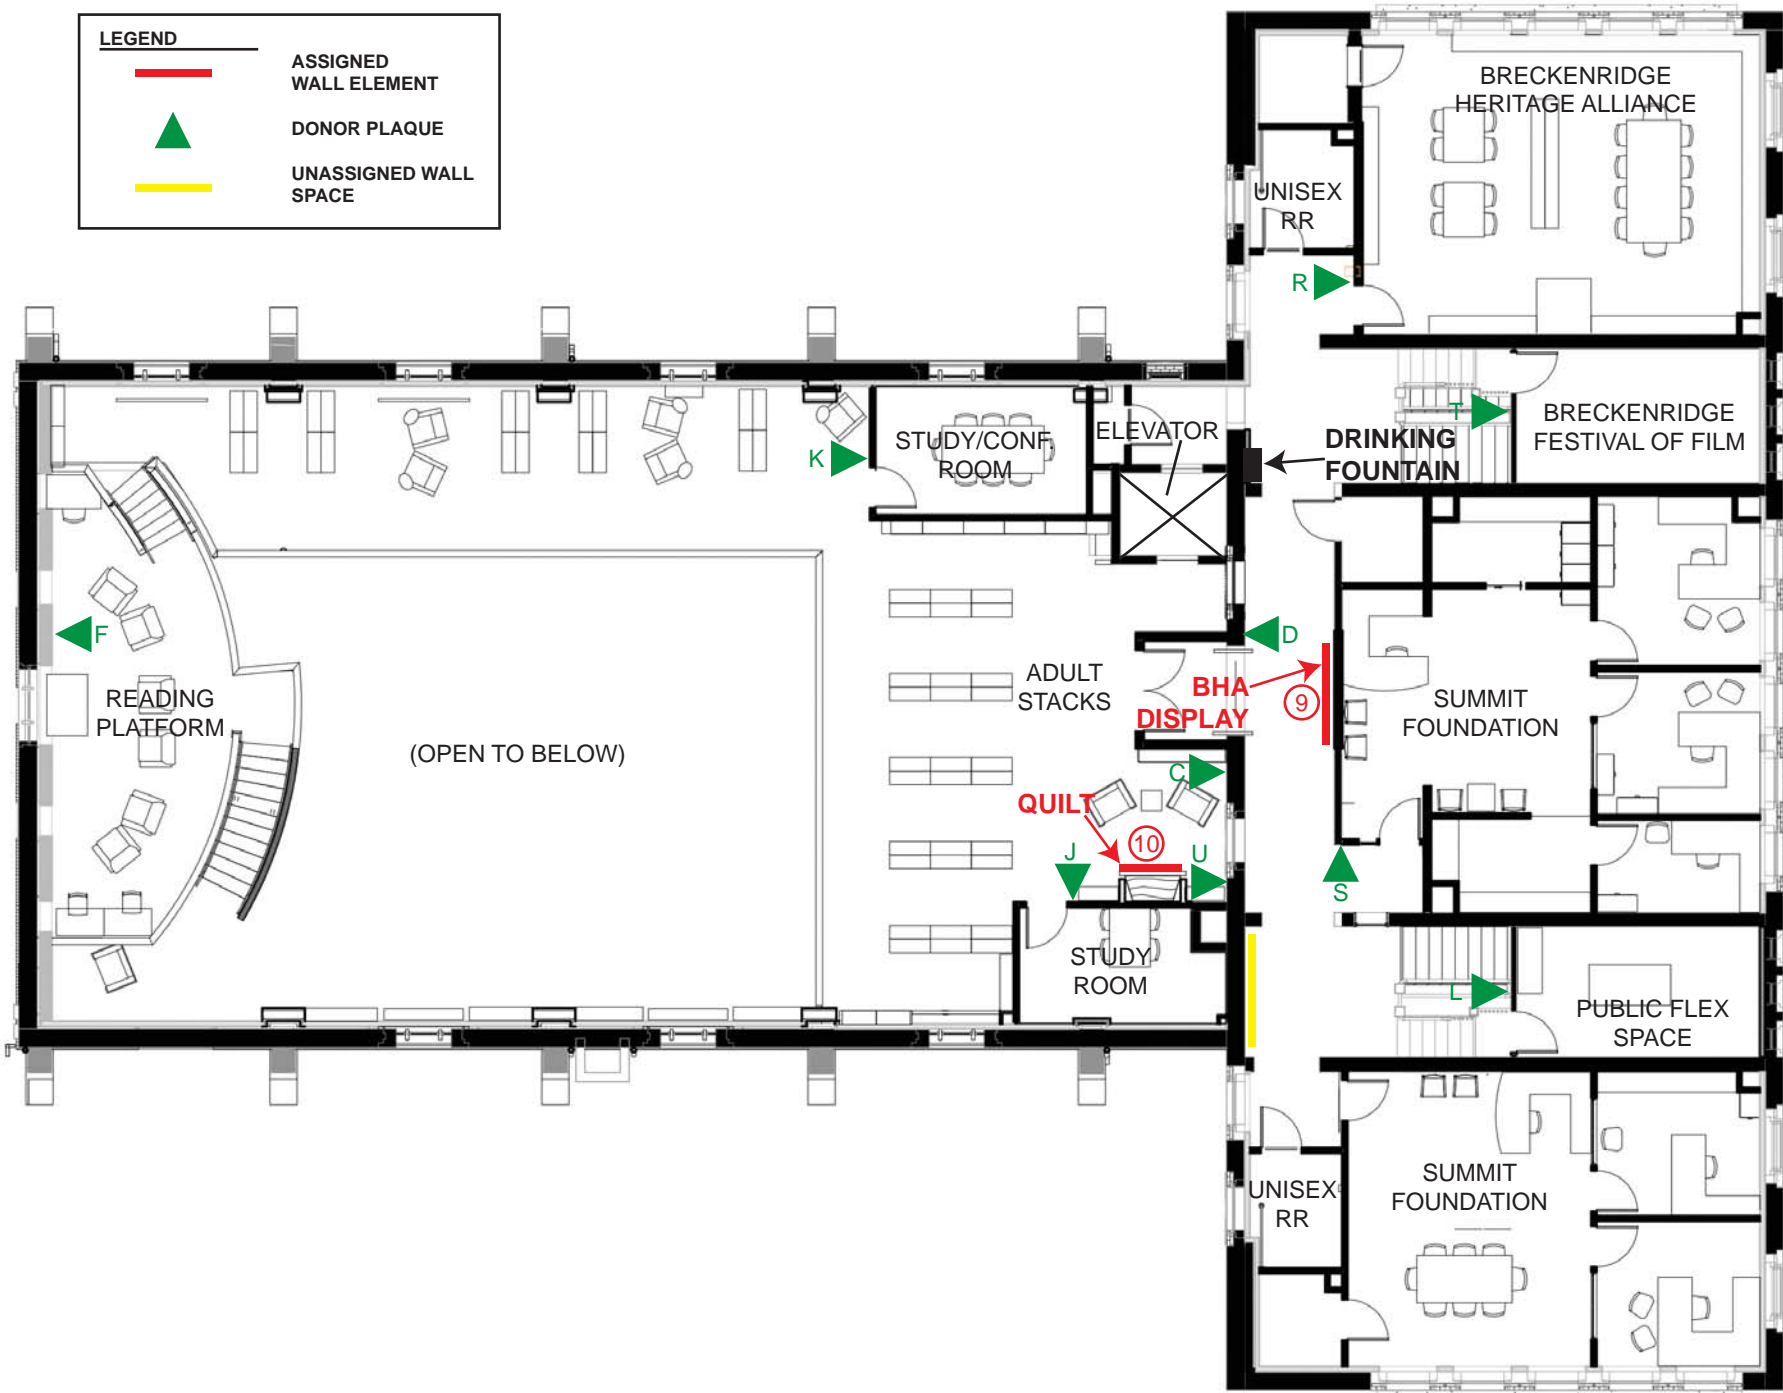 LEGEND
ASSIGNED
WALL ELEMENT
DONOR PLAQUE
UNASSIGNED WALL
SPACE
BRECKENRIDGE
HERITAGE ALLIANCE
UNISEX
RR
R
T
BRECKENRIDGE
FESTIVAL OF FILM
DRINKING
FOUNTAIN
K
STUDY/CONF.
ROOM
ELEVATOR
F
READING
PLATFORM
(OPEN TO BELOW)
ADULT
STACKS
D
BHA
DISPLAY
9
SUMMIT
FOUNDATION
C
QUILT
10
J
U
S
STUDY
ROOM
L
PUBLIC FLEX
SPACE
UNISEX
RR
SUMMIT
FOUNDATION